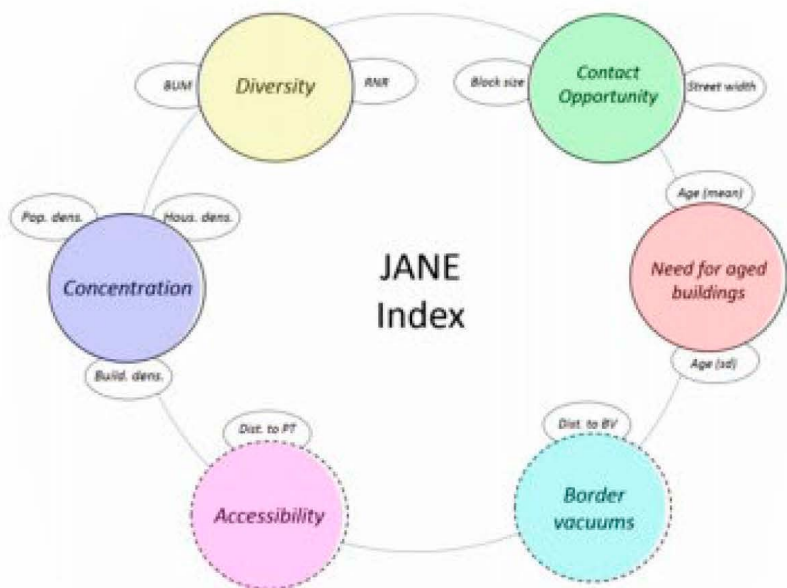 BUM
Diversity
RNR
Block size
Contact
Opportunity
Street width
Pop. dens.
Hous. dens.
Concentration
Build. dens.
JANE
Index
Age (mean)
Need for aged
buildings
Age (sd)
Dist. to PT
Accessibility
Dist. to BV
Border
vacuums